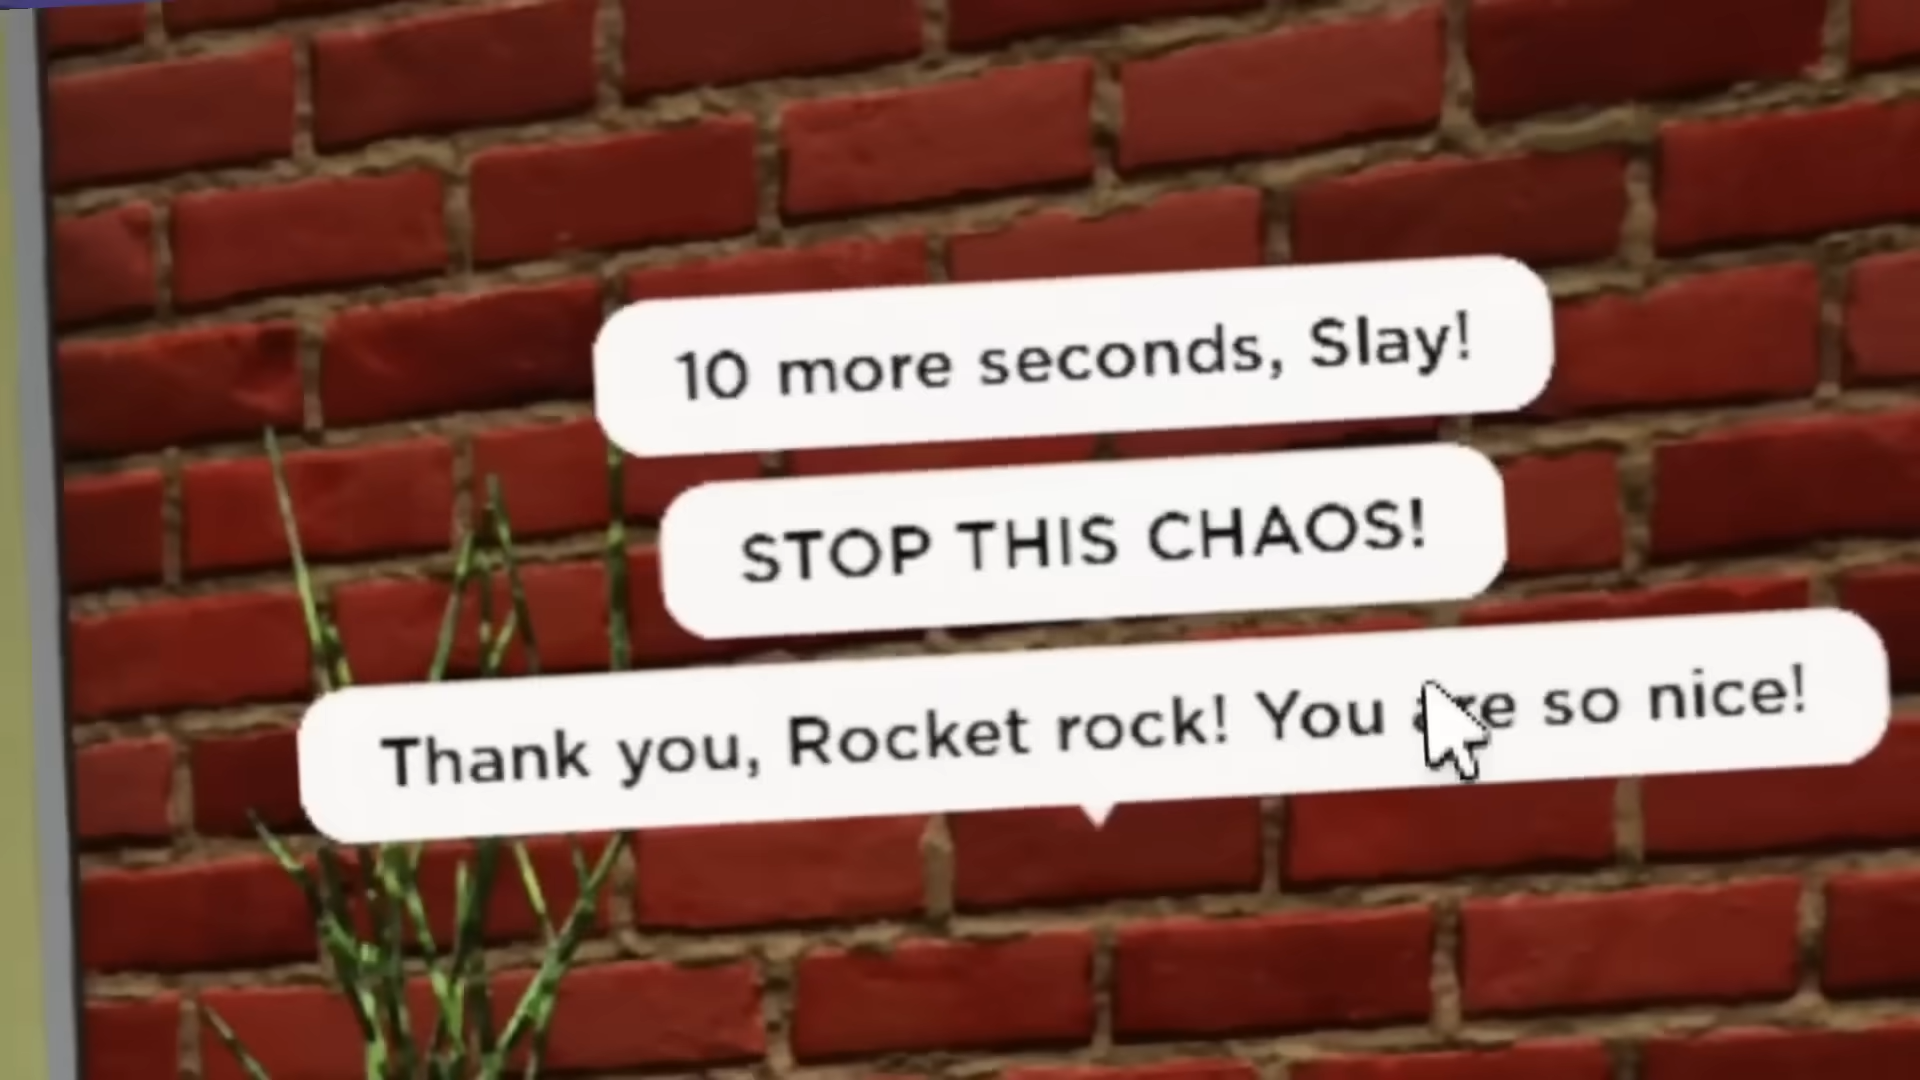 10 more seconds, Slay!
STOP THIS CHAOS!
Thank you, Rocket rock! You are so nice!